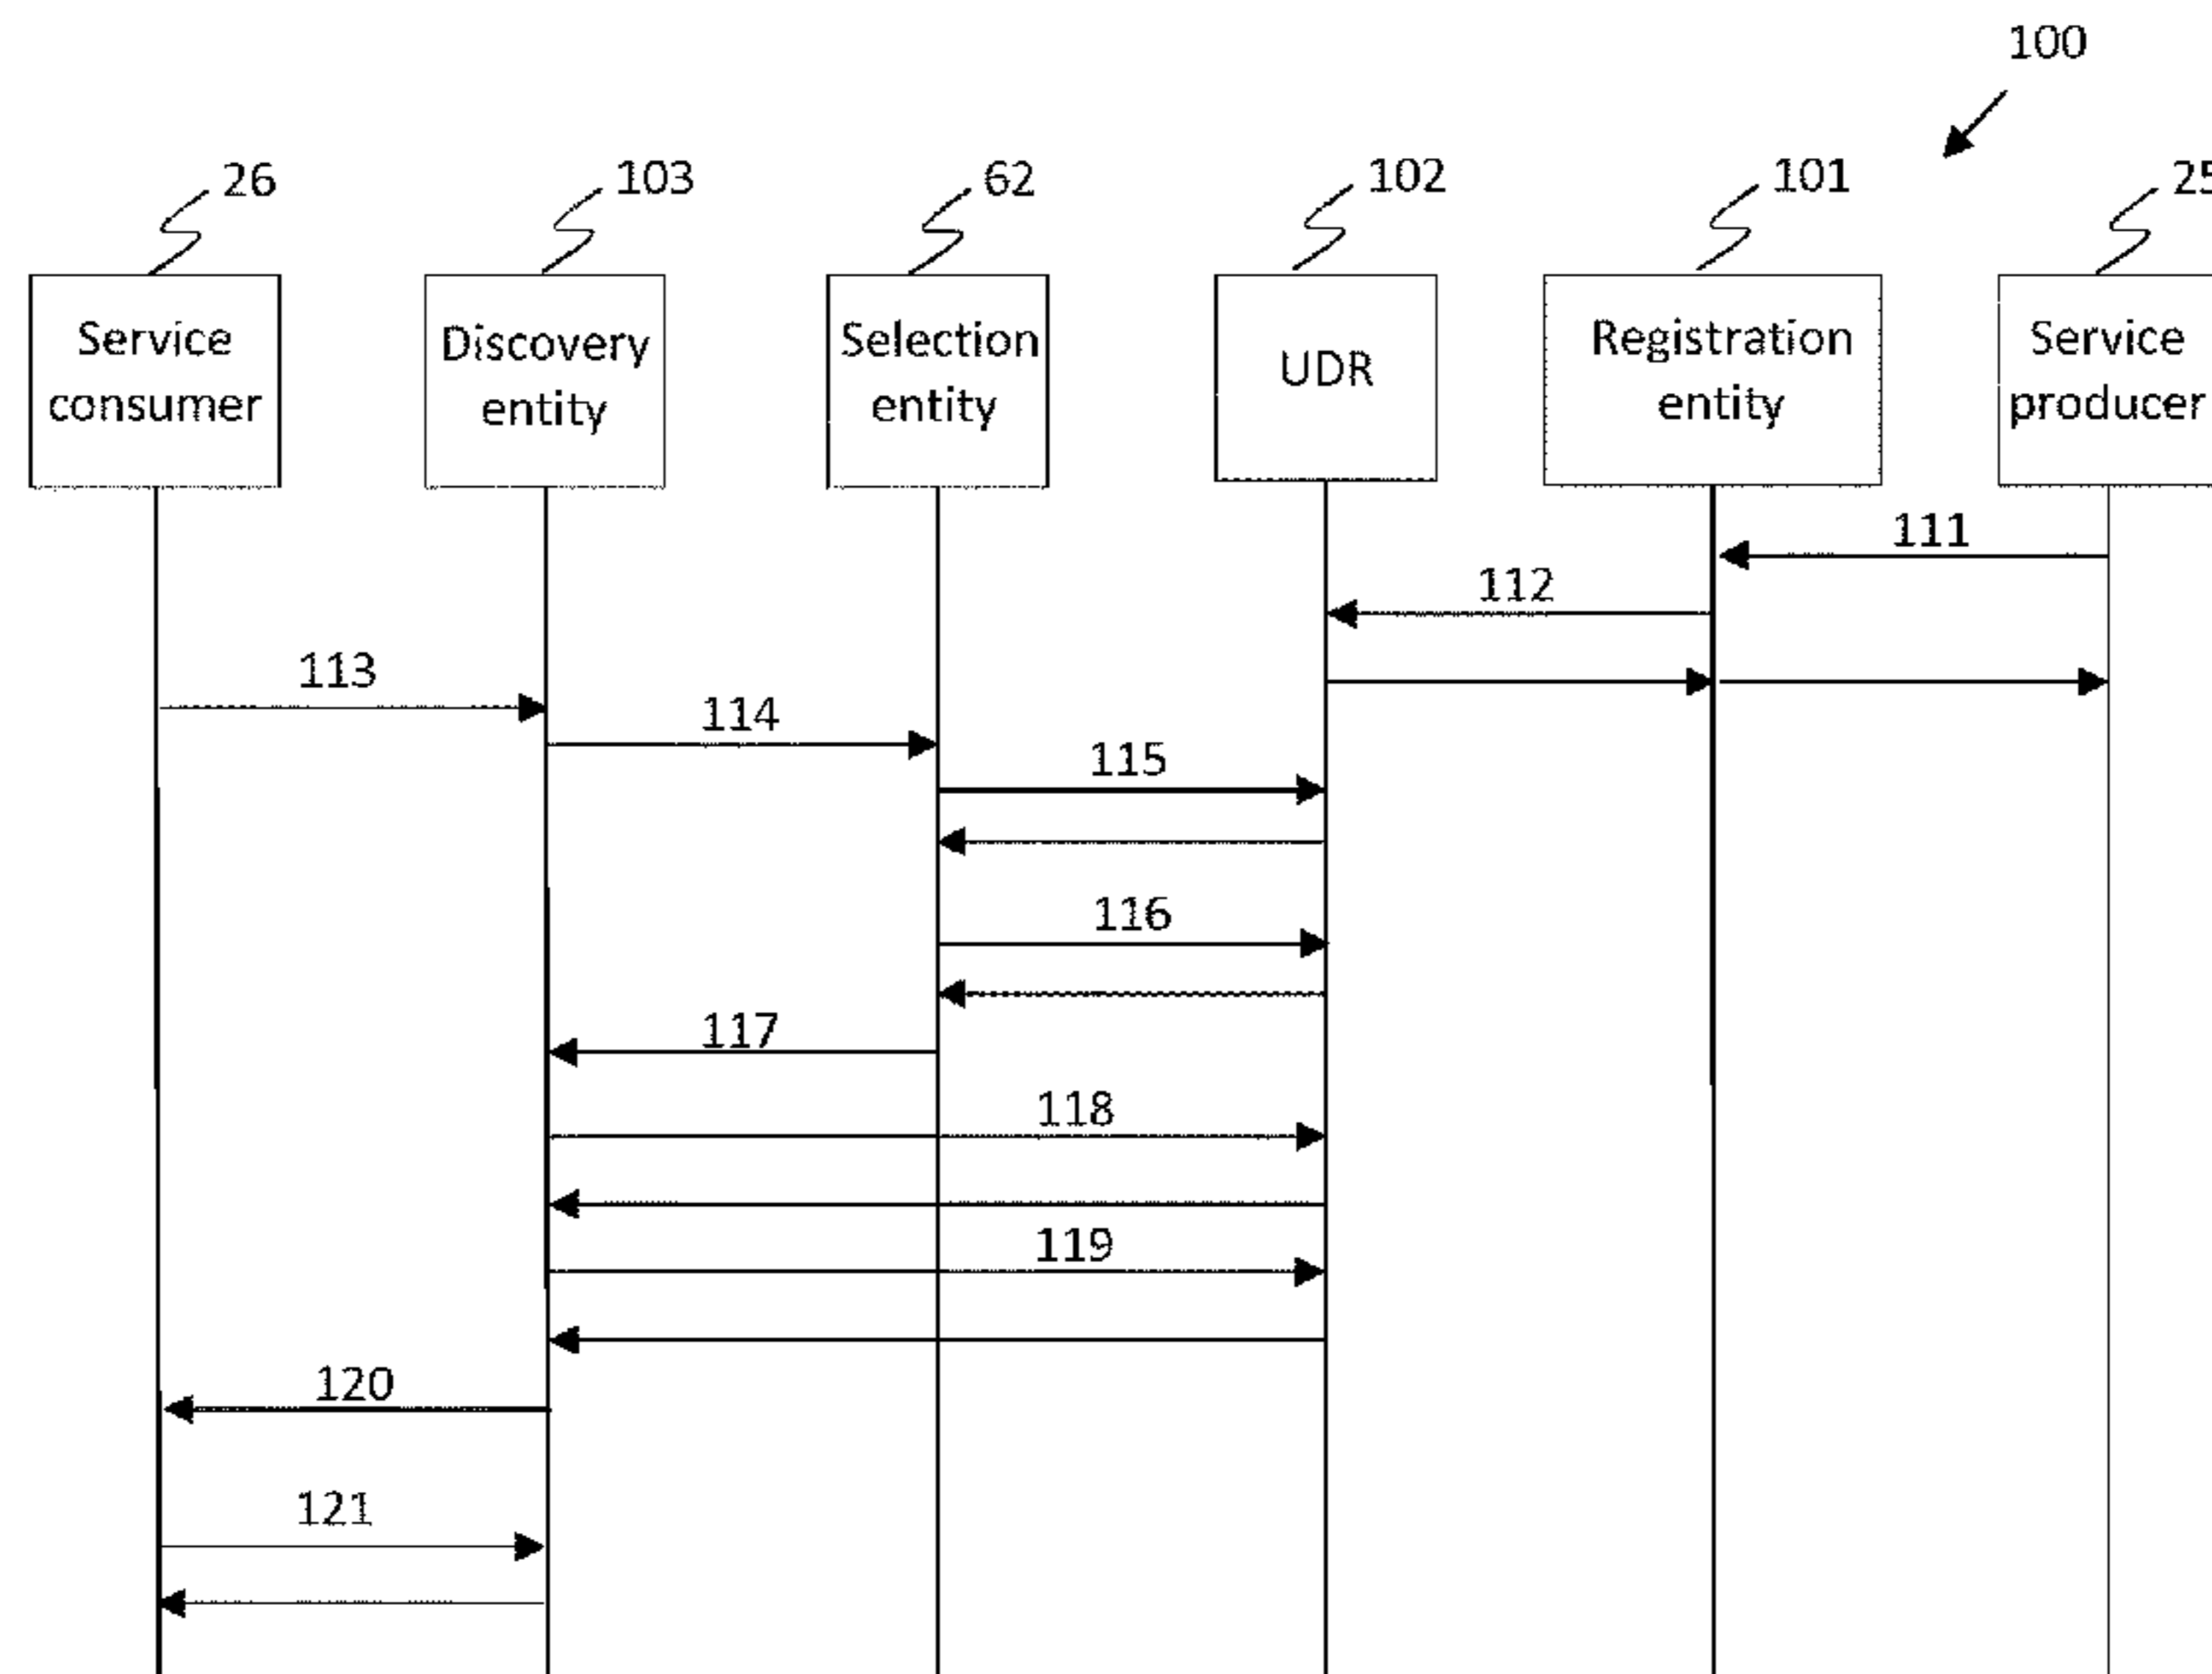 100
26
103
62
102
101
25
Service
consumer
Discovery
entity
Selection
entity
UDR
Registration
entity
Service
producer
111
112
113
114
115
116
117
118
119
120
121